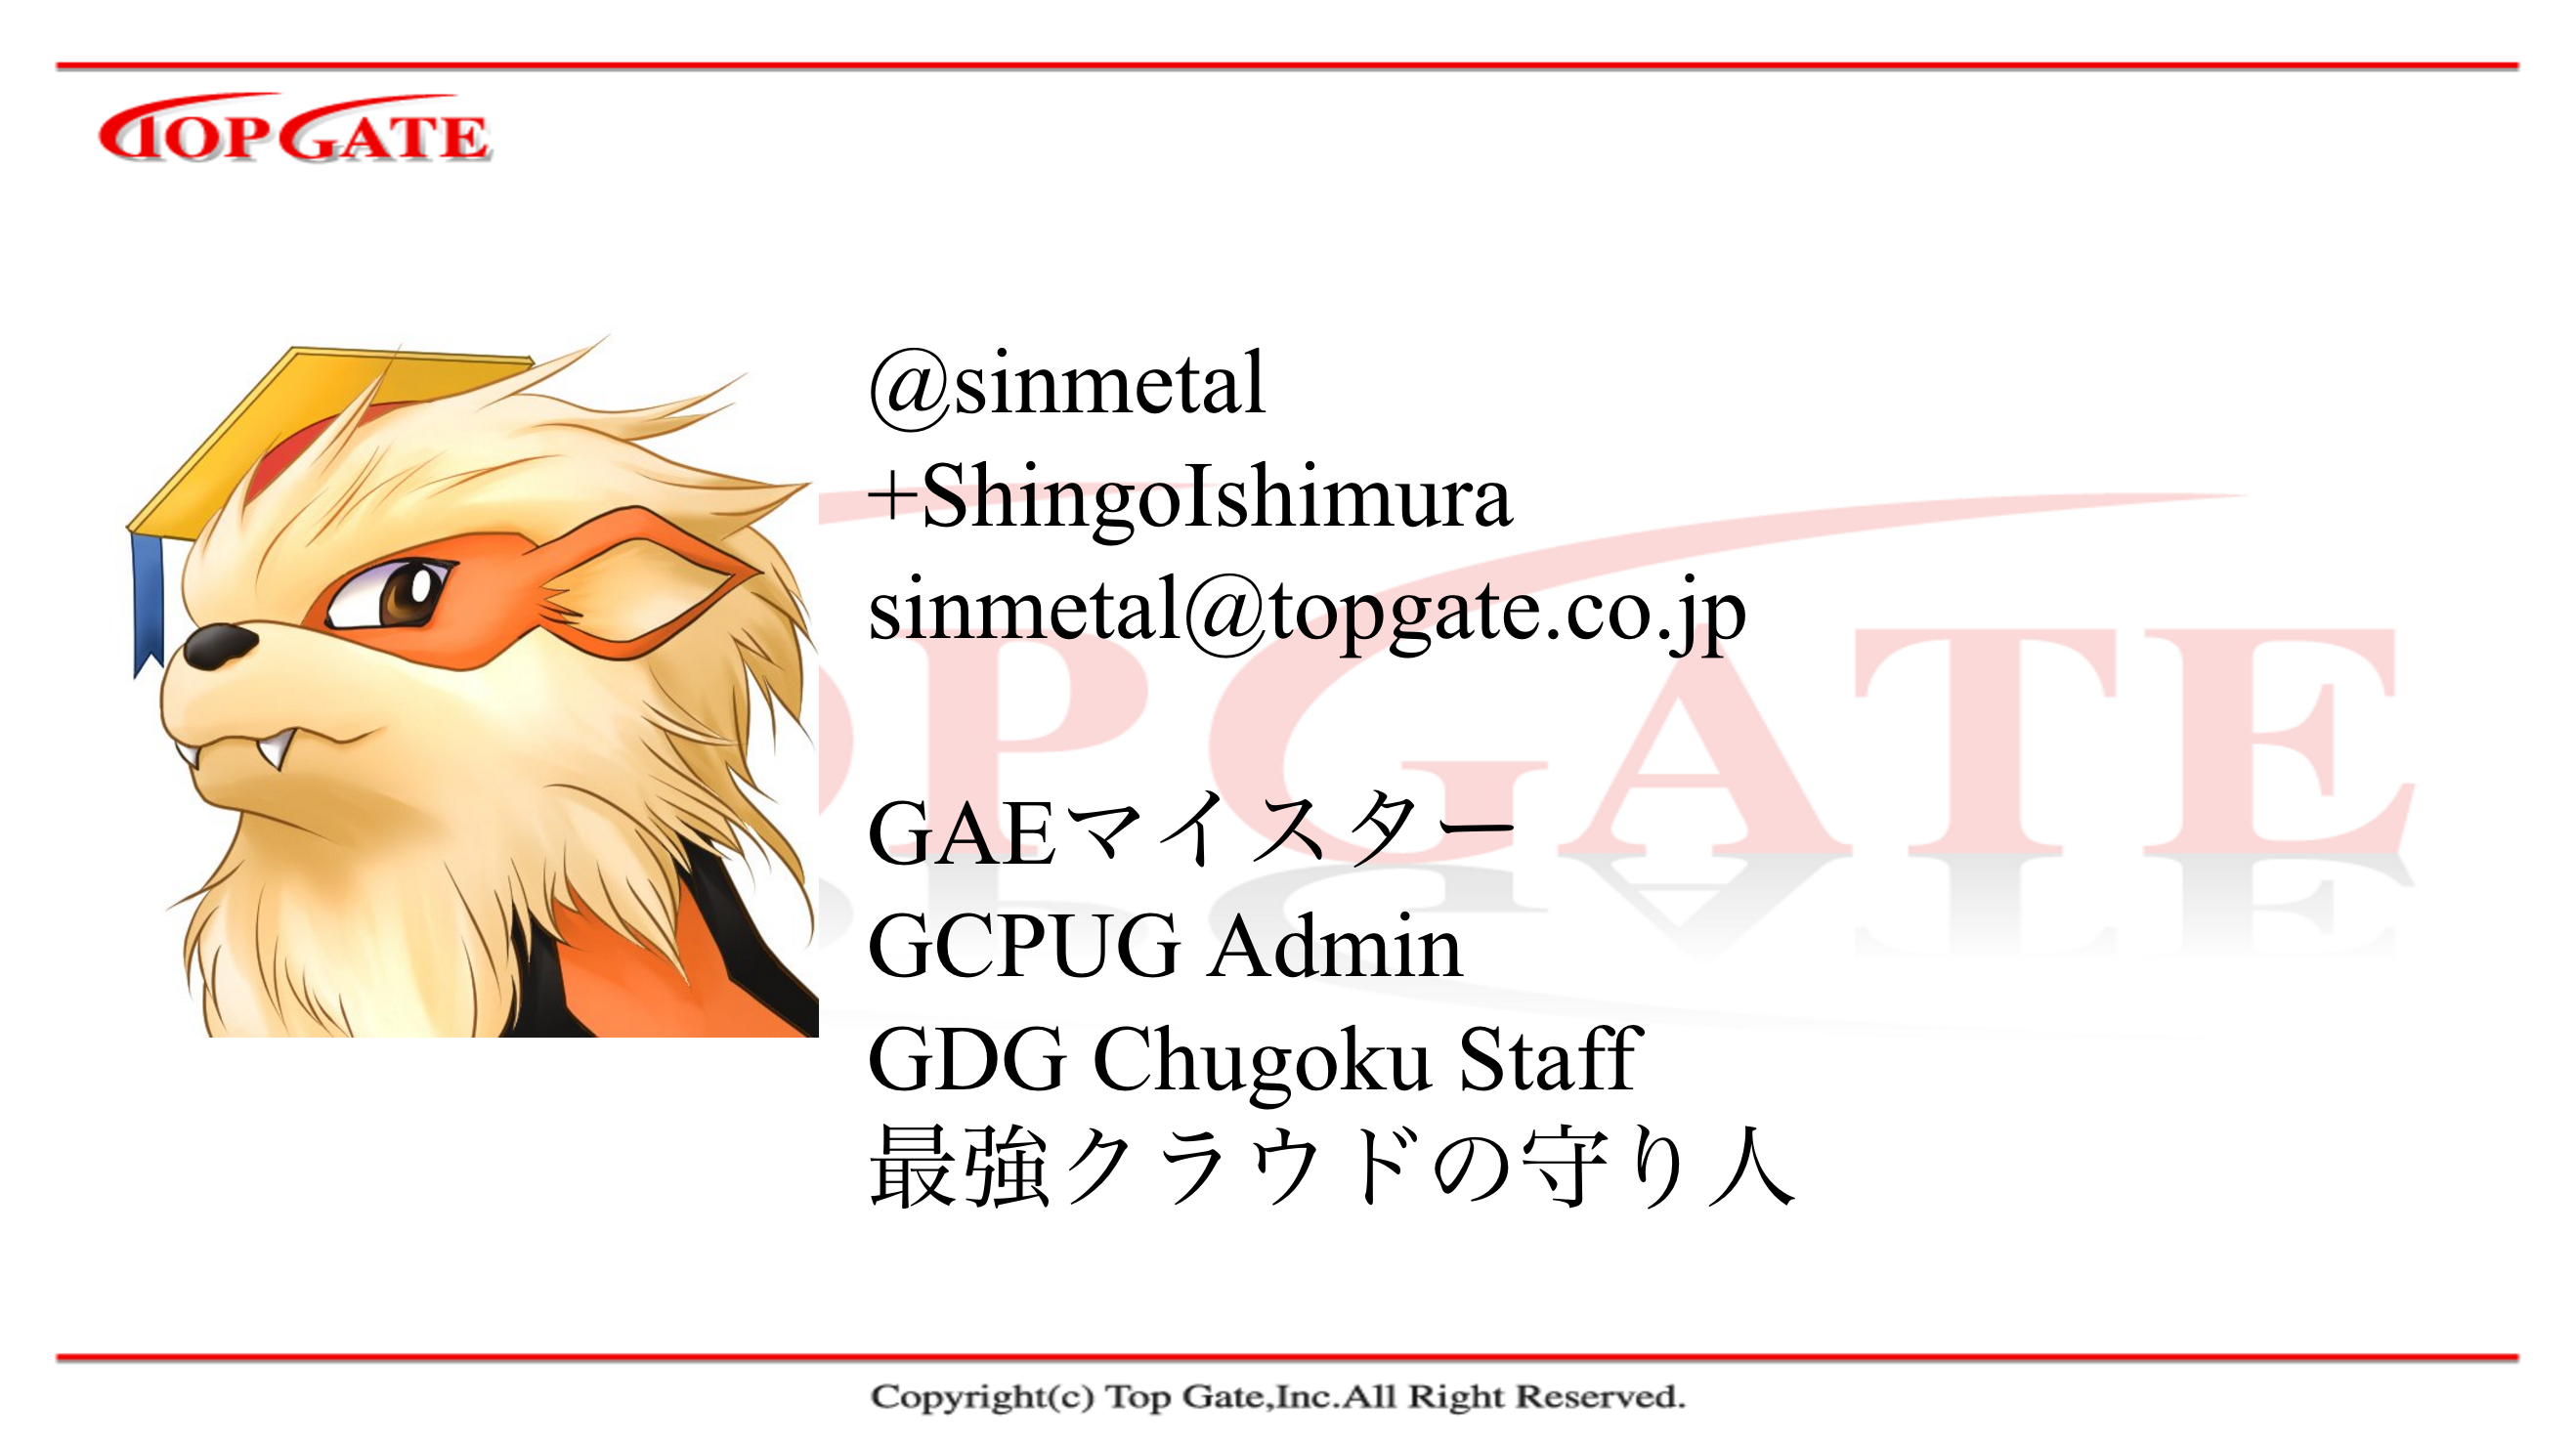 TOPGATE
@sinmetal
+ShingoIshimura
sinmetal@topgate.co.jp
GAEマイスター
GCPUG Admin
GDG Chugoku Staff
最強クラウドの守り人
TOPGATE
Copyright(c) Top Gate,Inc.All Right Reserved.